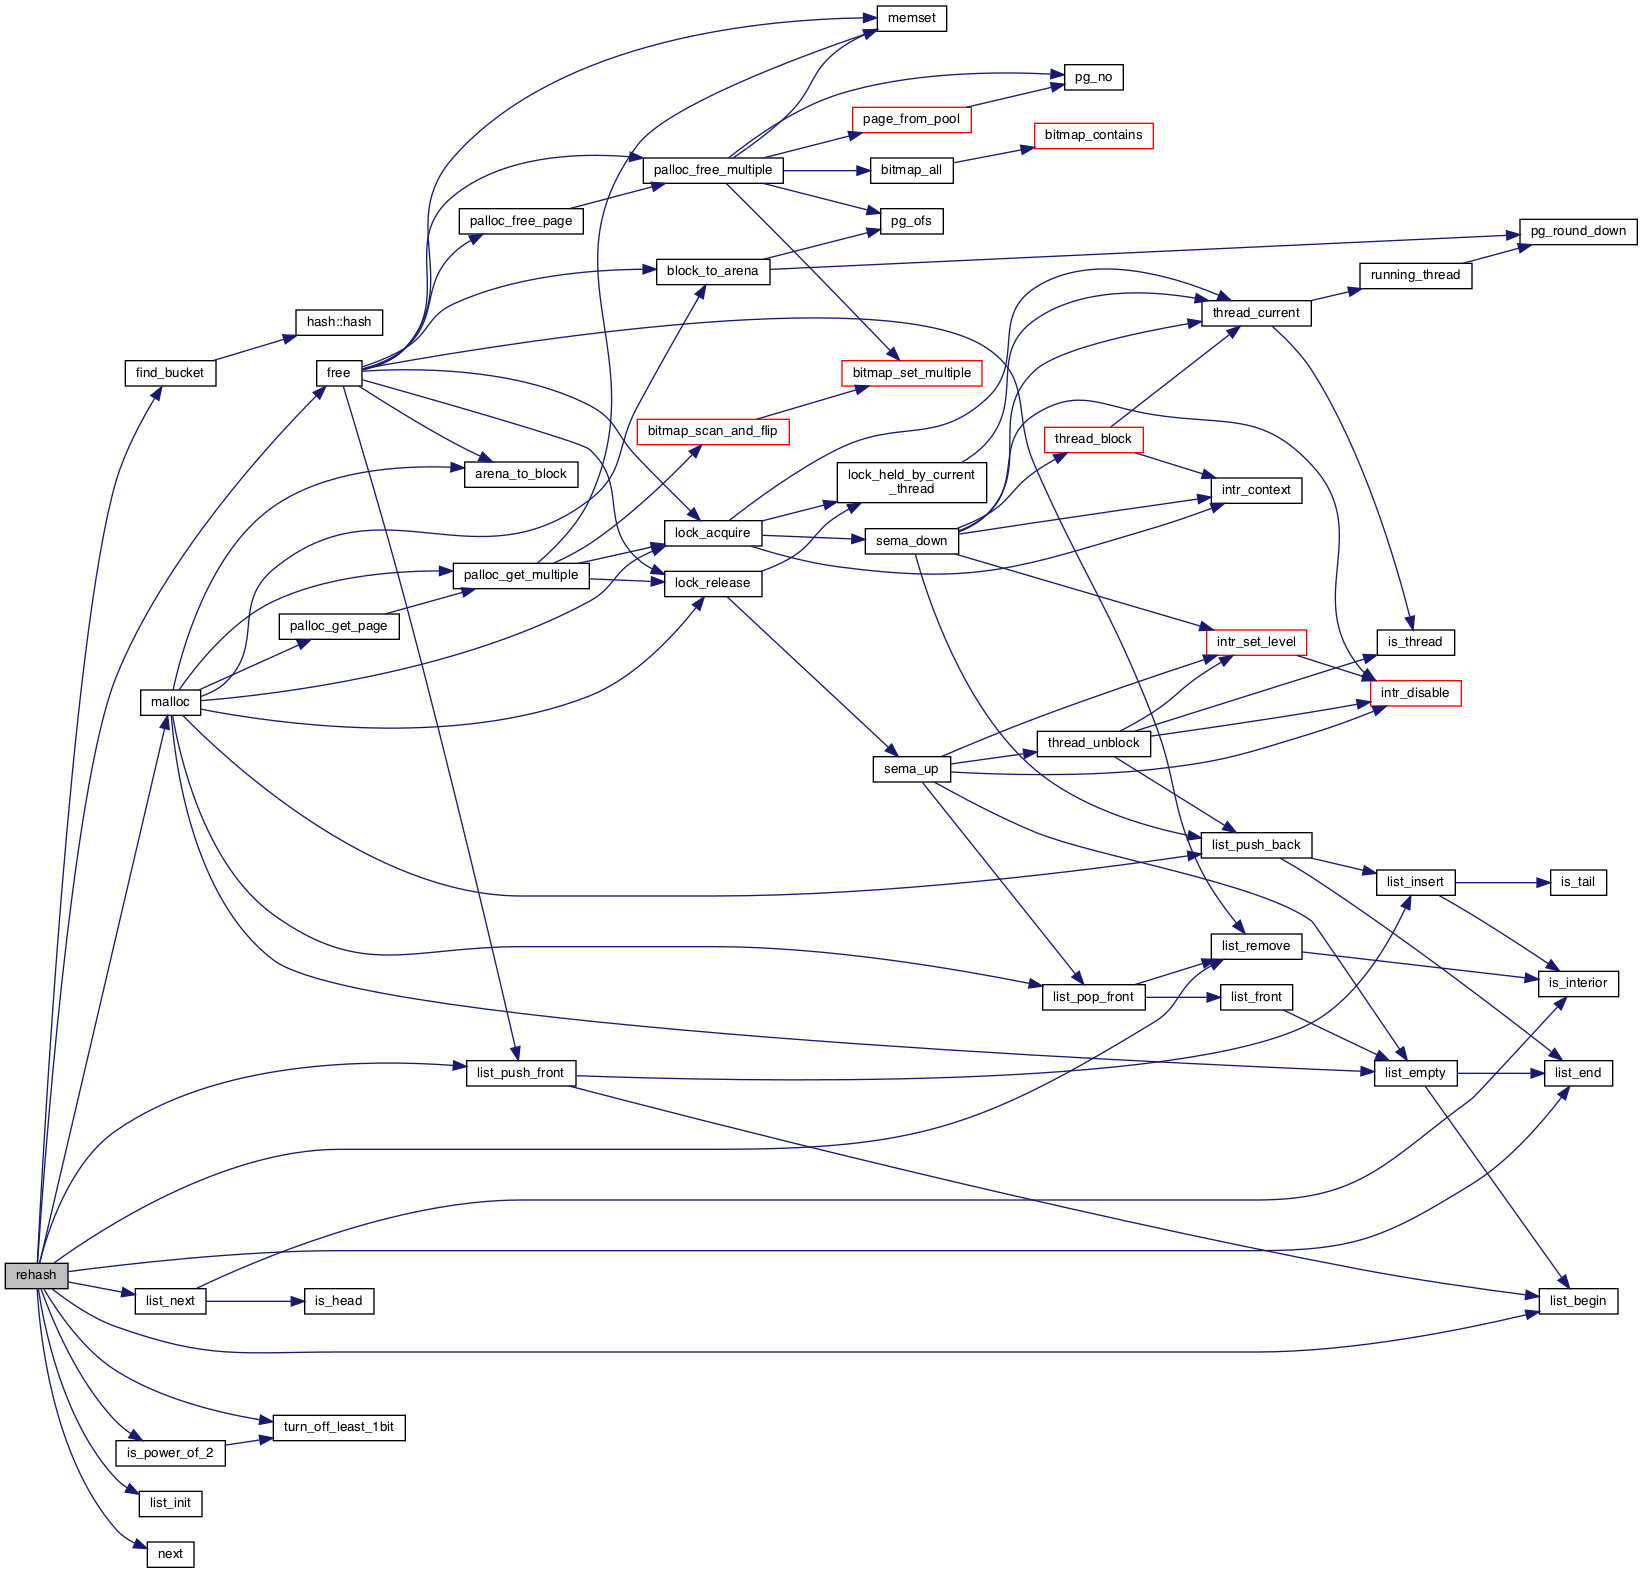 memset
pg_no
page_from_pool
bitmap_contains
palloc_free_multiple
bitmap_all
palloc_free_page
pg_ofs
pg_round_down
block_to_arena
running_thread
hash::hash
thread_current
find_bucket
free
bitmap_set_multiple
bitmap_scan_and_flip
thread_block
arena_to_block
lock_held_by_current
_thread
intr_context
lock_acquire
sema_down
palloc_get_multiple
lock_release
palloc_get_page
intr_set_level
is_thread
intr_disable
malloc
thread_unblock
sema_up
list_push_back
list_insert
is_tail
list_remove
is_interior
list_pop_front
list_front
list_push_front
list_empty
list_end
rehash
list_next
is_head
list_begin
turn_off_least_1bit
is_power_of_2
list_init
next